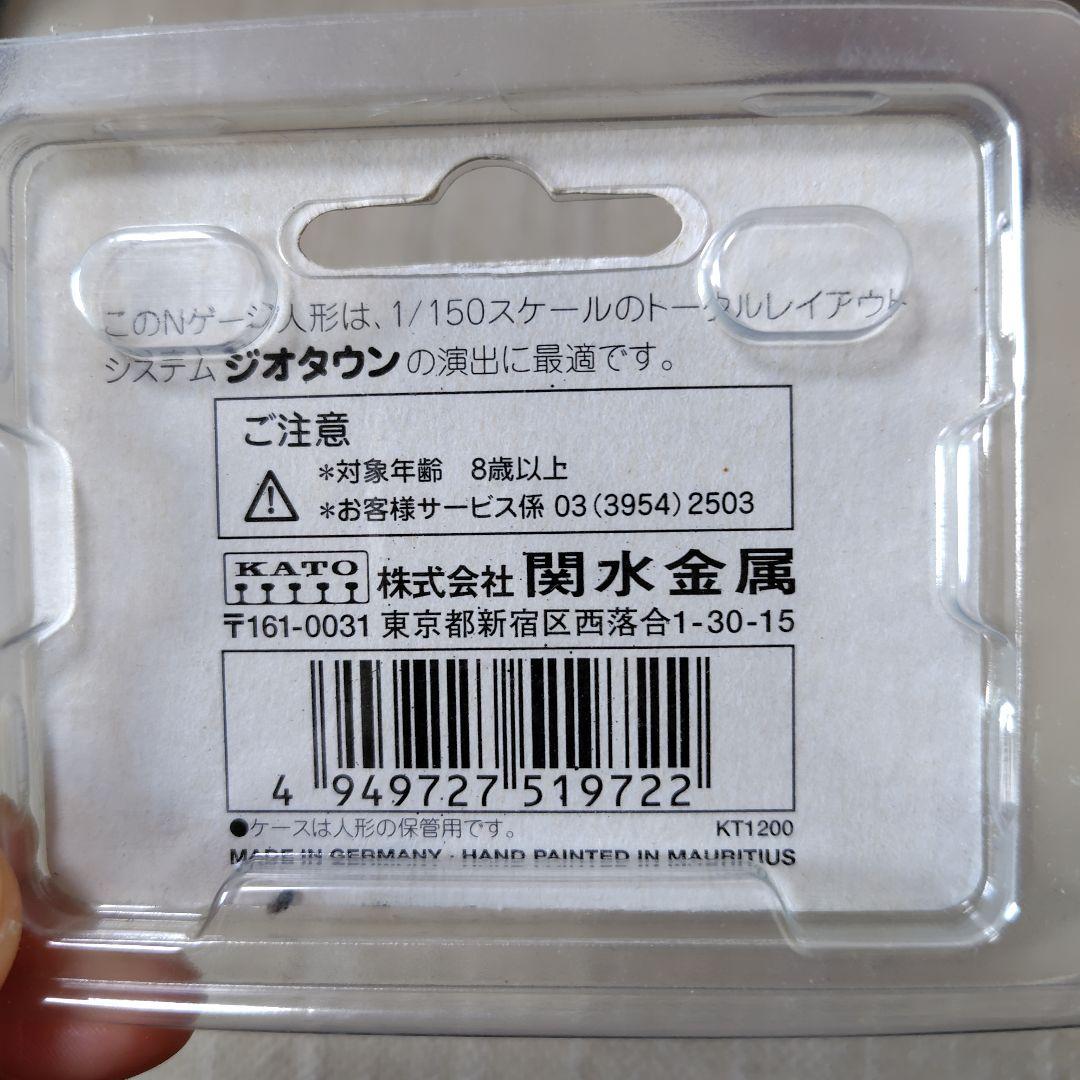 このNゲージ人形は、1/150スケールのトータルレイアウト
システム ジオタウン の演出に最適です。
ご注意
*対象年齢　8歳以上
*お客様サービス係 03(3954)2503
KATO 株式会社 関水金属
〒161-0031 東京都新宿区西落合1-30-15
4 949727 519722
●ケースは人形の保管用です。 KT1200
MADE IN GERMANY · HAND PAINTED IN MAURITIUS